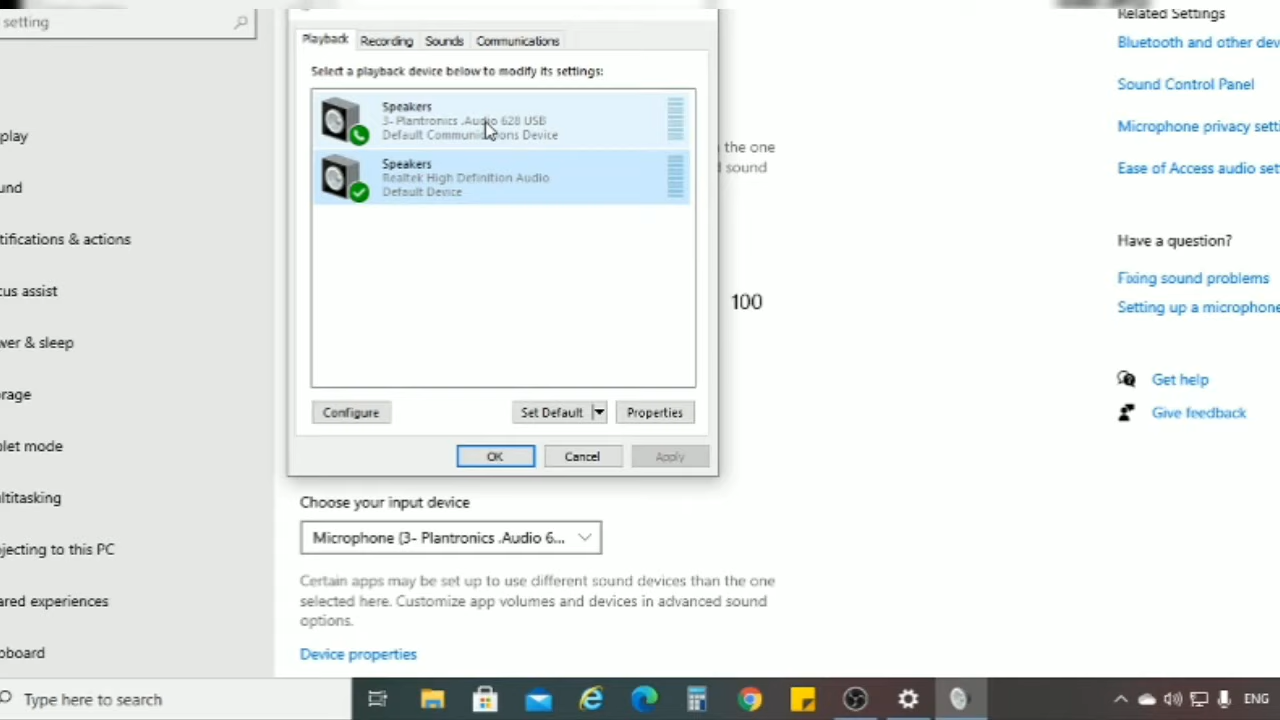 setting
play
und
tifications & actions
cus assist
wer & sleep
rage
blet mode
ltitasking
jecting to this PC
ared experiences
pboard
Playback
Recording
Sounds
Communications
Select a playback device below to modify its settings:
Speakers
3- Plantronics .Audio 628 USB
Default Communications Device
Speakers
Realtek High Definition Audio
Default Device
Configure
Set Default
Properties
OK
Cancel
Apply
the one
sound
100
Choose your input device
Microphone (3- Plantronics .Audio 6...
Certain apps may be set up to use different sound devices than the one
selected here. Customize app volumes and devices in advanced sound
options.
Device properties
Related Settings
Bluetooth and other dev
Sound Control Panel
Microphone privacy setti
Ease of Access audio set
Have a question?
Fixing sound problems
Setting up a microphone
Get help
Give feedback
Type here to search
ENG